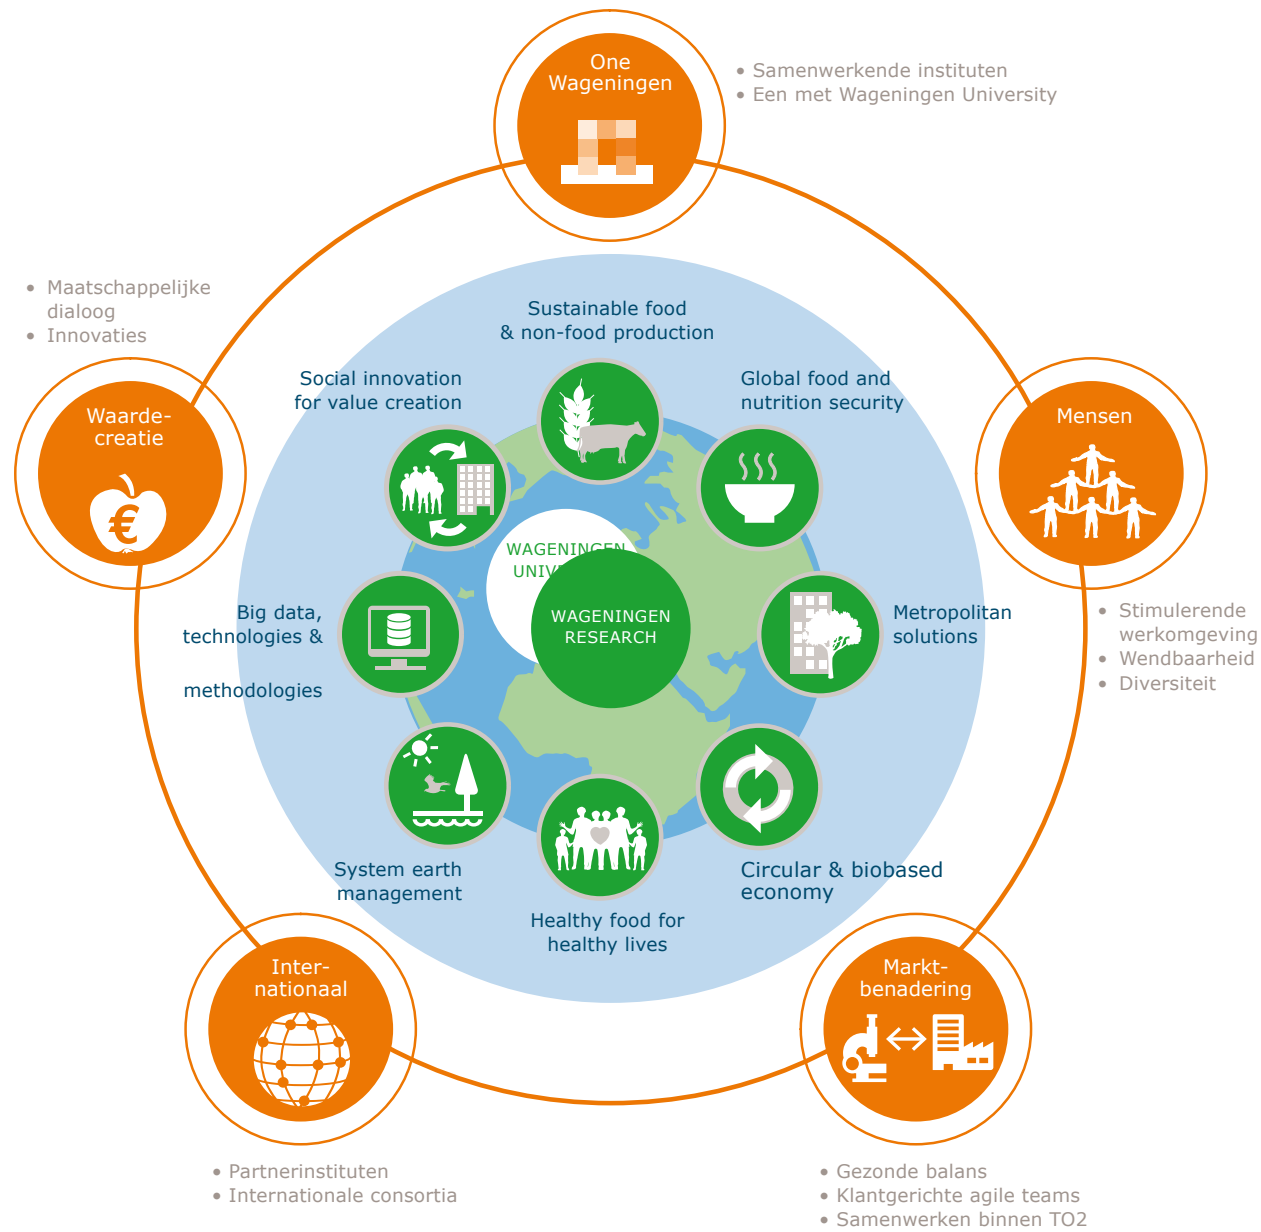 One
Wageningen
• Samenwerkende instituten
• Een met Wageningen University
• Maatschappelijke
dialoog
• Innovaties
Waarde-
creatie
€
Sustainable food
& non-food production
Social innovation
for value creation
Global food and
nutrition security
Mensen
• Stimulerende
werkomgeving
• Wendbaarheid
• Diversiteit
WAGENINGEN
WAGENINGEN
RESEARCH
Big data,
technologies &
methodologies
Metropolitan
solutions
System earth
management
Circular & biobased
economy
Healthy food for
healthy lives
Inter-
nationaal
• Partnerinstituten
• Internationale consortia
Markt-
benadering
• Gezonde balans
• Klantgerichte agile teams
• Samenwerken binnen TO2